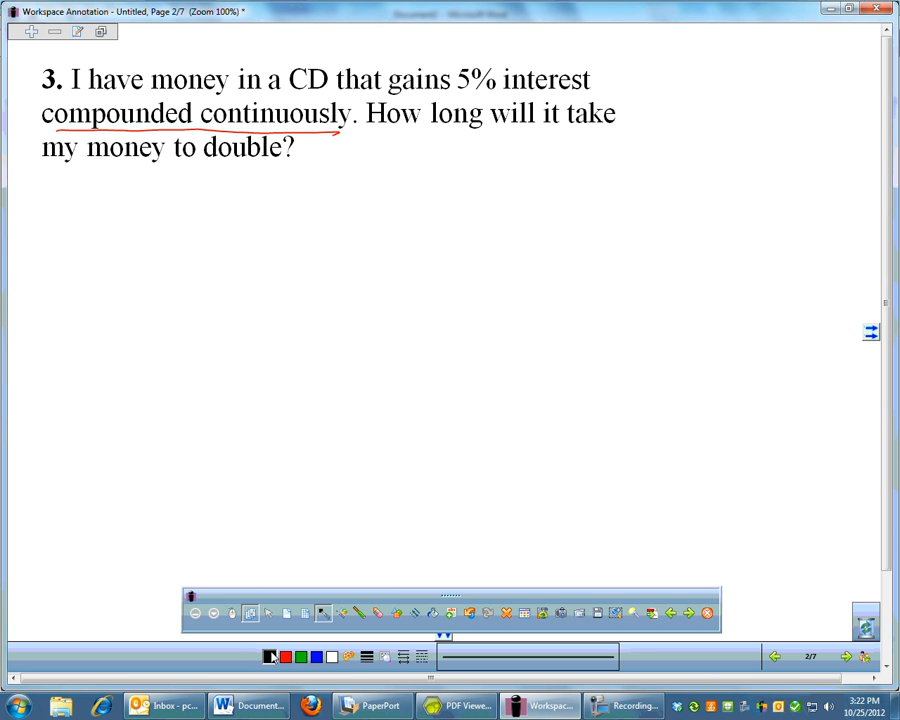 Workspace Annotation - Untitled, Page 2/7 (Zoom 100%) *
3. I have money in a CD that gains 5% interest
compounded continuously. How long will it take
my money to double?
2/7
Inbox - pc...
Document...
PaperPort
PDF Viewe...
Workspac...
Recording...
3:22 PM
10/25/2012